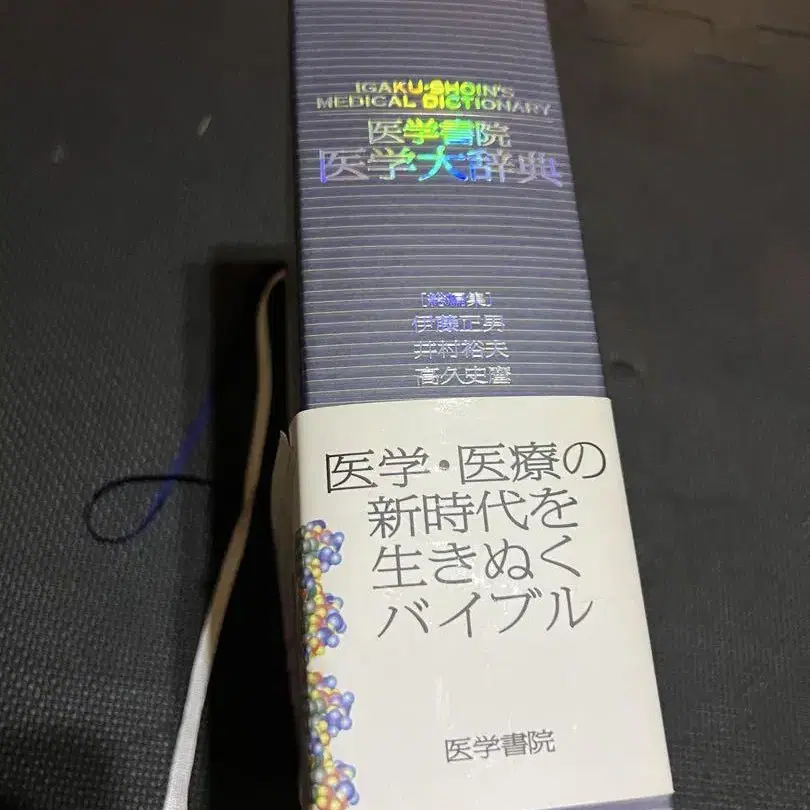 IGAKU-SHOIN'S
MEDICAL DICTIONARY
医学書院
医学大辞典
[総編集]
伊藤正男
井村裕夫
高久史麿
医学・医療の
新時代を
生きぬく
バイブル
医学書院